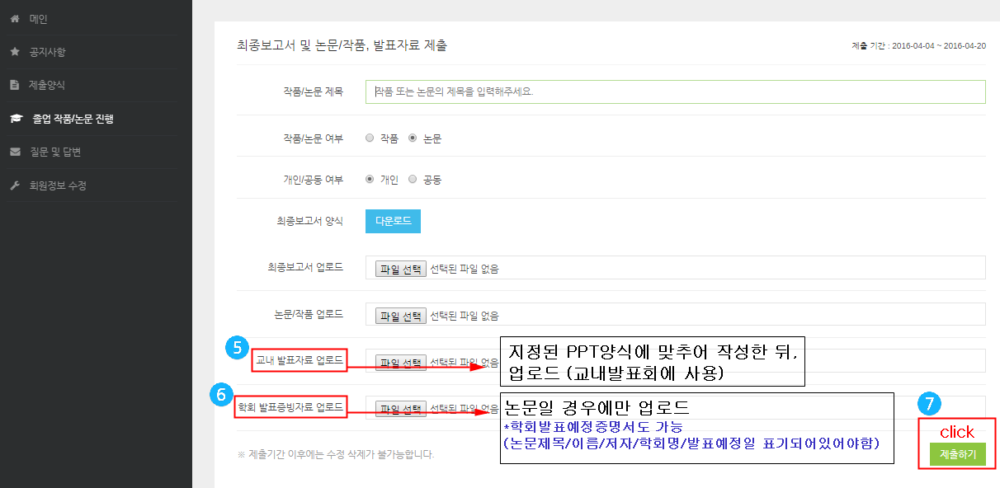 메인
공지사항
제출양식
졸업 작품/논문 진행
질문 및 답변
회원정보 수정
최종보고서 및 논문/작품, 발표자료 제출
제출 기간 : 2016-04-04 ~ 2016-04-20
작품/논문 제목
작품 또는 논문의 제목을 입력해주세요.
작품/논문 여부
작품 논문
개인/공동 여부
개인 공동
최종보고서 양식
다운로드
최종보고서 업로드
파일 선택 선택된 파일 없음
논문/작품 업로드
파일 선택 선택된 파일 없음
5
교내 발표자료 업로드
파일 선택 선택된 파일 없음
지정된 PPT양식에 맞추어 작성한 뒤,
업로드 (교내발표회에 사용)
6
학회 발표증빙자료 업로드
파일 선택 선택된 파일 없음
논문일 경우에만 업로드
*학회발표예정증명서도 가능
(논문제목/이름/저자/학회명/발표예정일 표기되어있어야함)
7
click
제출하기
※ 제출기간 이후에는 수정 삭제가 불가능합니다.